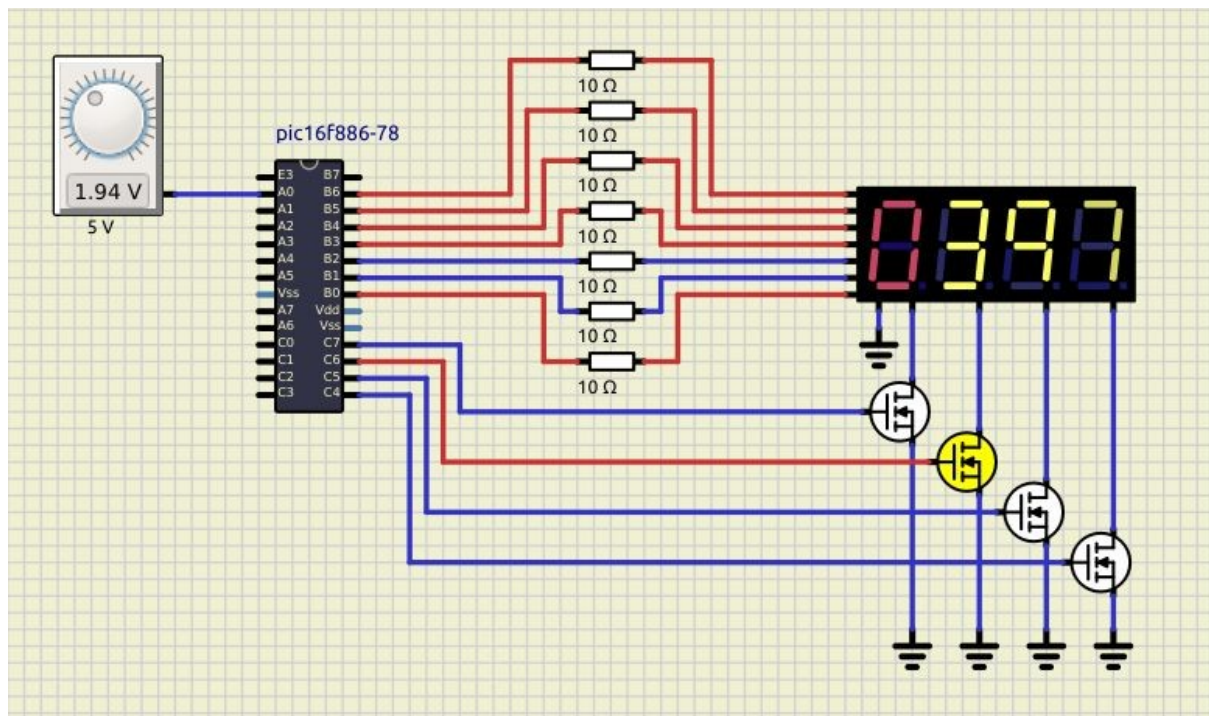 pic16f886-78
1.94 V
5 V
E3 B7
A0 B6
A1 B5
A2 B4
A3 B3
A4 B2
A5 B1
Vss B0
A7 Vdd
A6 Vss
C0 C7
C1 C6
C2 C5
C3 C4
10 Ω
10 Ω
10 Ω
10 Ω
10 Ω
10 Ω
10 Ω
0397